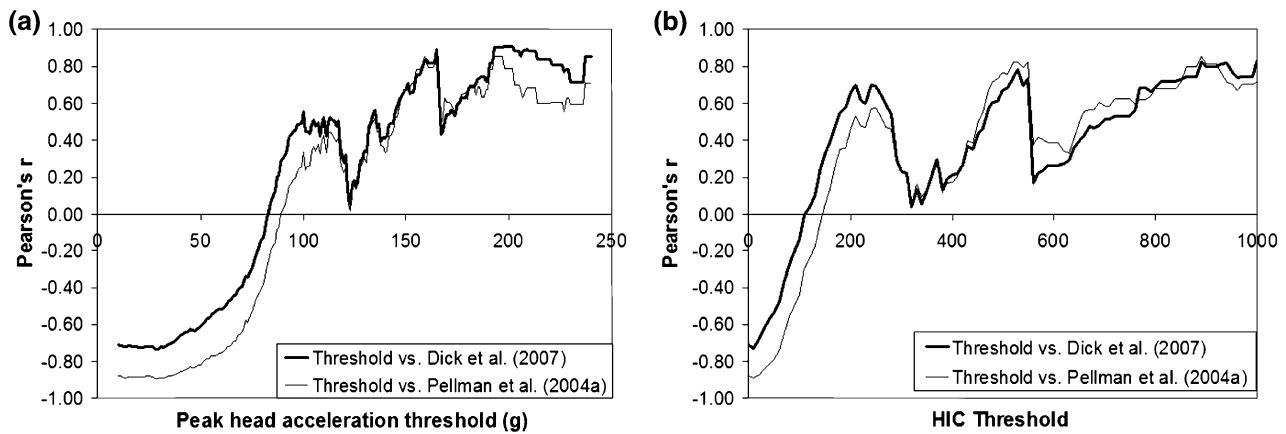 (a)
1.00
0.80
0.60
0.40
0.20
0.00
-0.20
-0.40
-0.60
-0.80
-1.00
Pearson's r
0 50 100 150 200 250
Threshold vs. Dick et al. (2007)
Threshold vs. Pellman et al. (2004a)
Peak head acceleration threshold (g)
(b)
1.00
0.80
0.60
0.40
0.20
0.00
-0.20
-0.40
-0.60
-0.80
-1.00
Pearson's r
0 200 400 600 800 1000
Threshold vs. Dick et al. (2007)
Threshold vs. Pellman et al. (2004a)
HIC Threshold